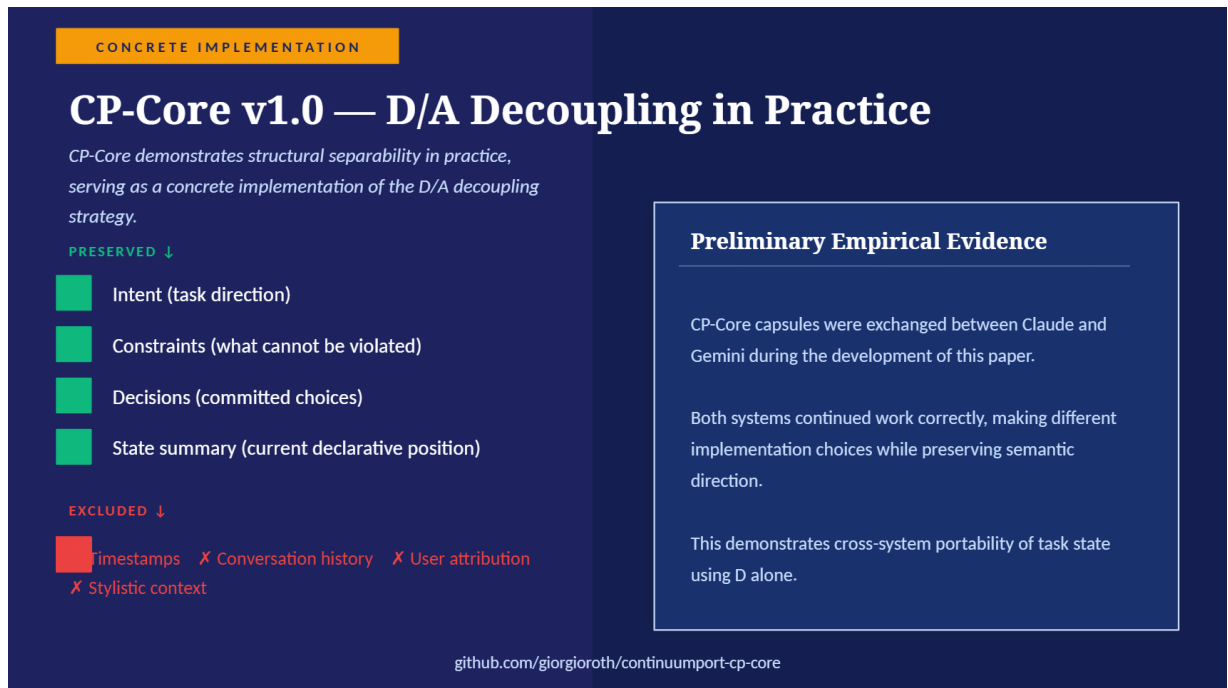 CONCRETE IMPLEMENTATION
CP-Core v1.0 — D/A Decoupling in Practice
CP-Core demonstrates structural separability in practice,
serving as a concrete implementation of the D/A decoupling
strategy.
PRESERVED ↓
Intent (task direction)
Constraints (what cannot be violated)
Decisions (committed choices)
State summary (current declarative position)
EXCLUDED ↓
Timestamps ✗ Conversation history ✗ User attribution
✗ Stylistic context
Preliminary Empirical Evidence
CP-Core capsules were exchanged between Claude and
Gemini during the development of this paper.
Both systems continued work correctly, making different
implementation choices while preserving semantic
direction.
This demonstrates cross-system portability of task state
using D alone.
github.com/giorgioroth/continuumport-cp-core